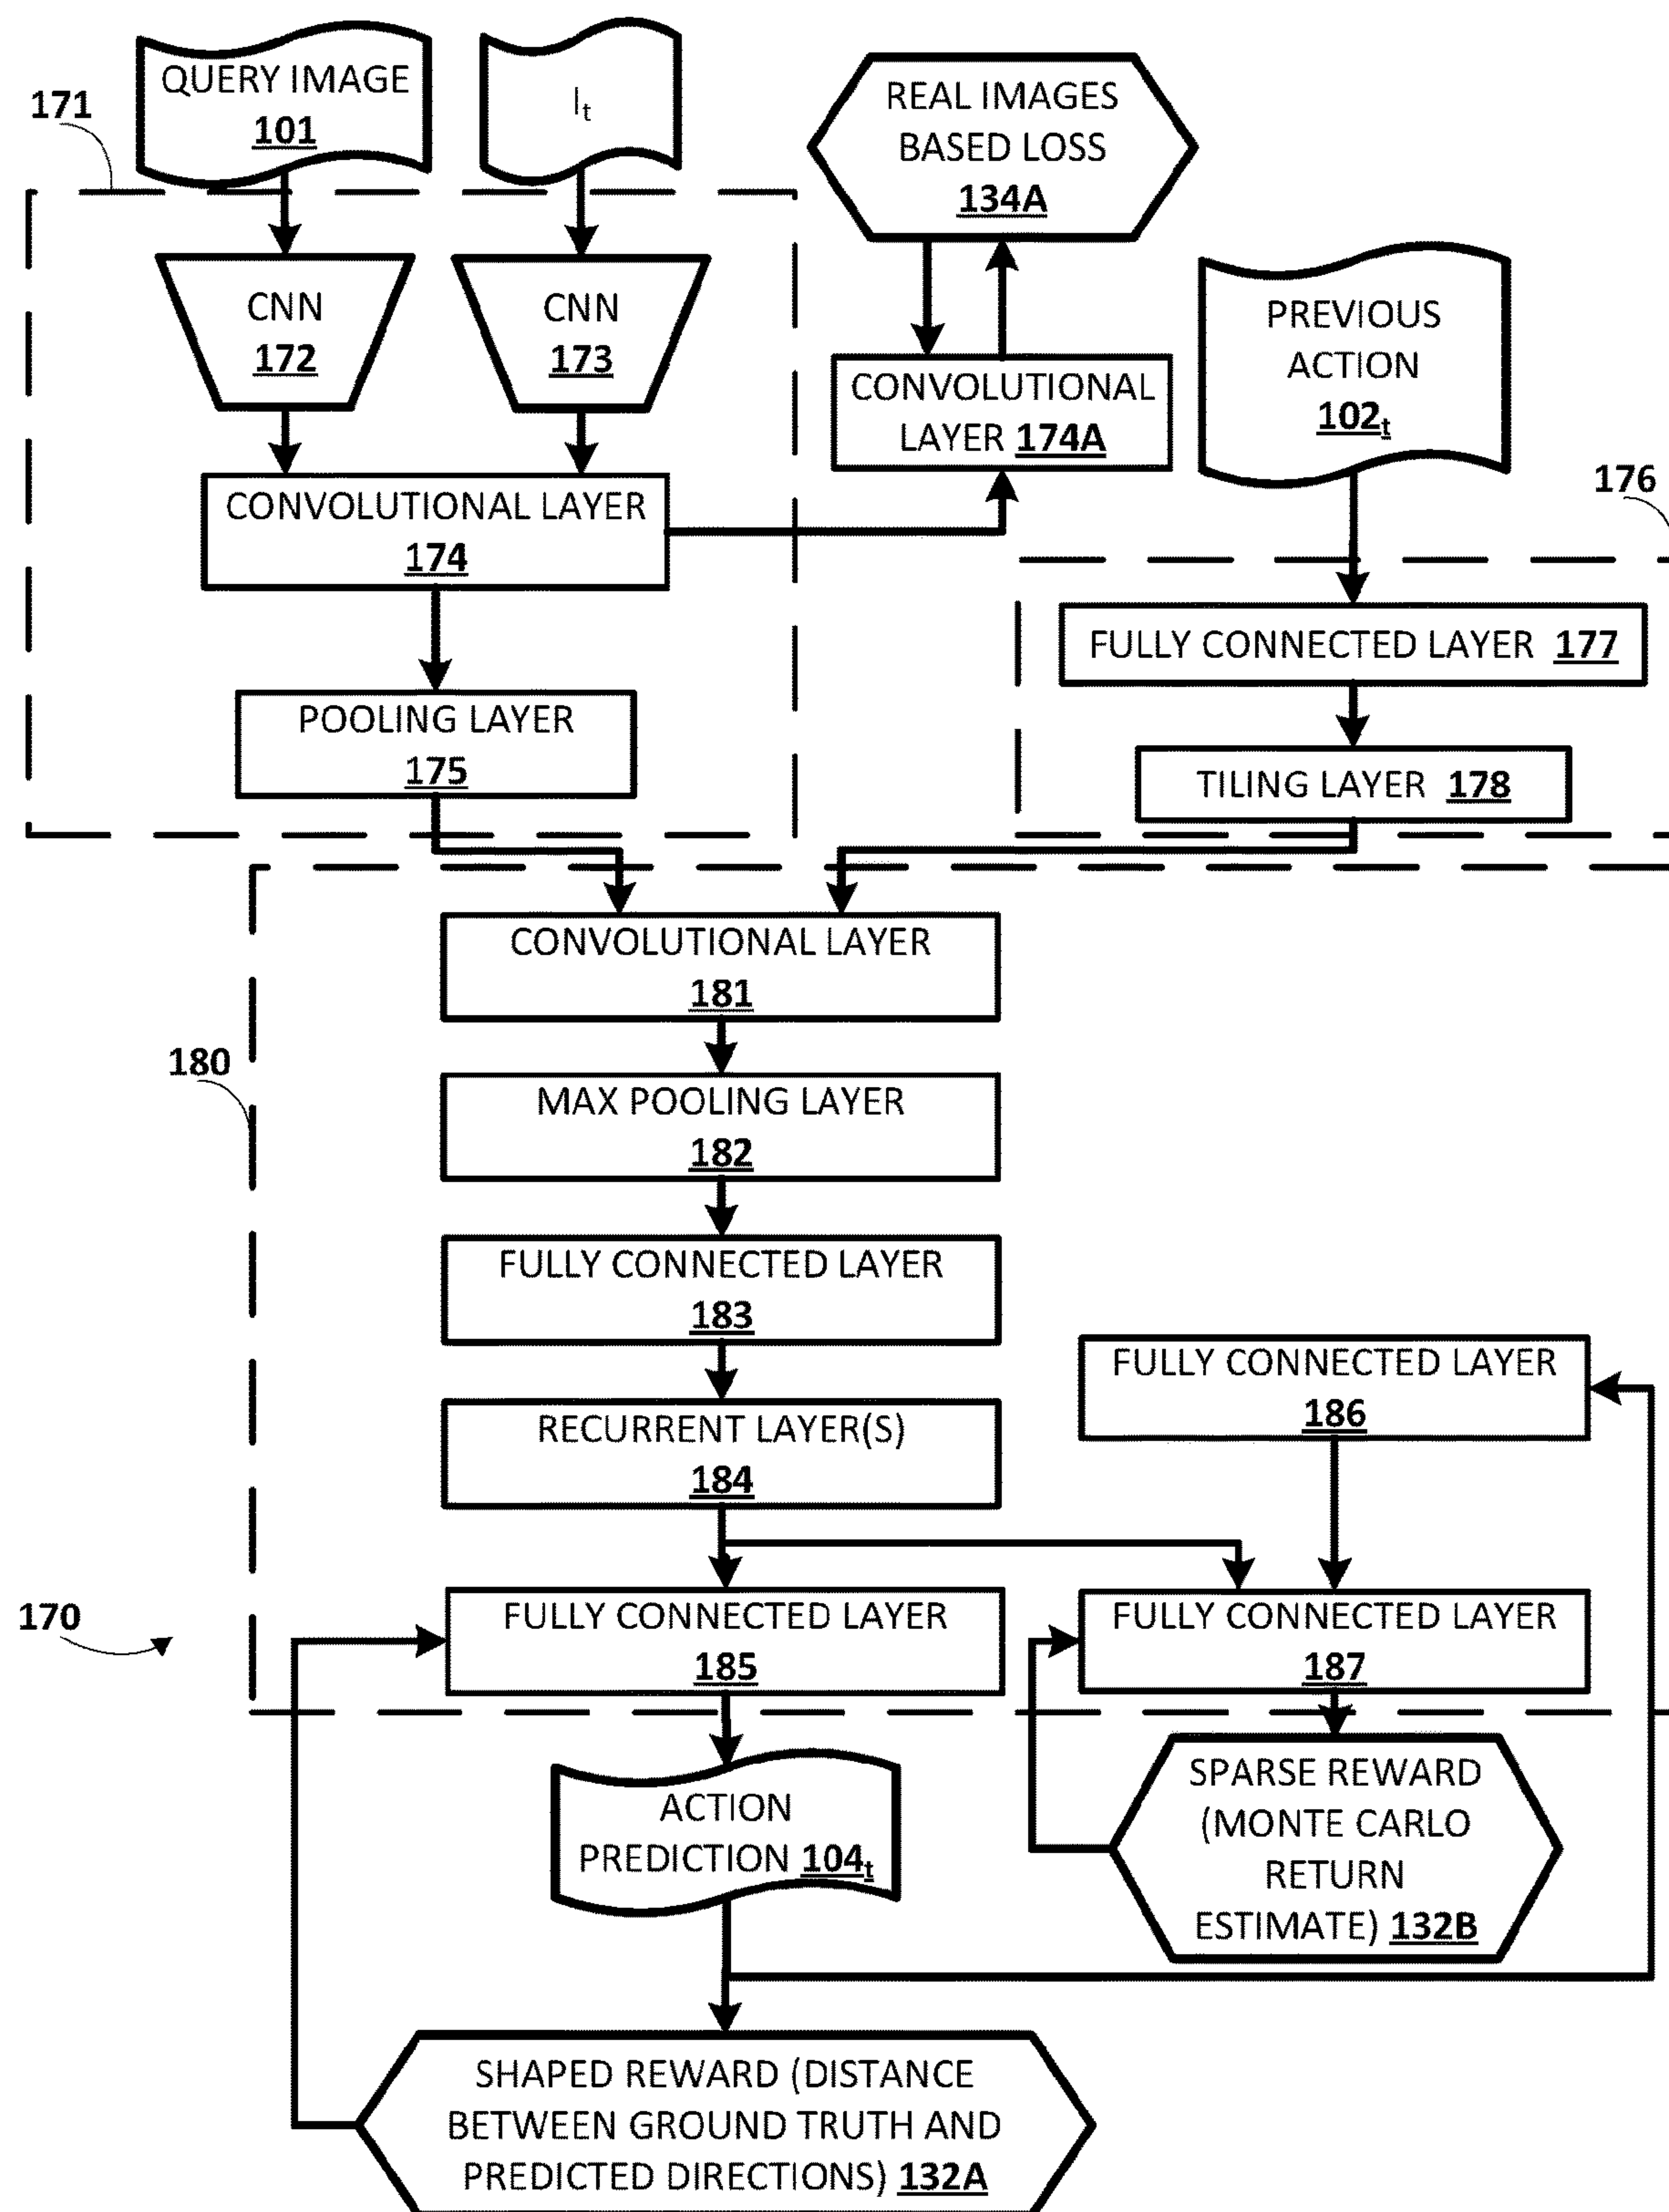 QUERY IMAGE
101
It
171
REAL IMAGES
BASED LOSS
134A
CNN
172
CNN
173
PREVIOUS
ACTION
102t
CONVOLUTIONAL
LAYER 174A
176
CONVOLUTIONAL LAYER
174
FULLY CONNECTED LAYER 177
POOLING LAYER
175
TILING LAYER 178
CONVOLUTIONAL LAYER
181
180
MAX POOLING LAYER
182
FULLY CONNECTED LAYER
183
FULLY CONNECTED LAYER
186
RECURRENT LAYER(S)
184
170
FULLY CONNECTED LAYER
185
FULLY CONNECTED LAYER
187
ACTION
PREDICTION 104t
SPARSE REWARD
(MONTE CARLO
RETURN
ESTIMATE) 132B
SHAPED REWARD (DISTANCE
BETWEEN GROUND TRUTH AND
PREDICTED DIRECTIONS) 132A